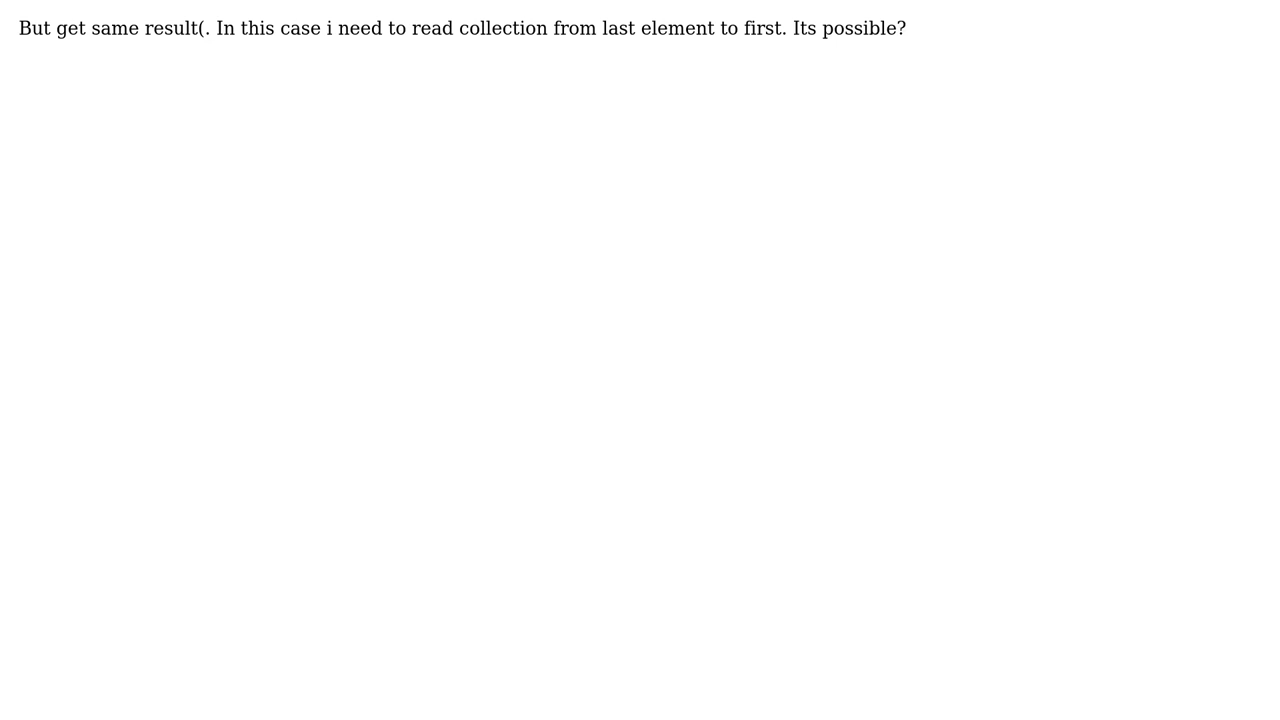 But get same result(. In this case i need to read collection from last element to first. Its possible?